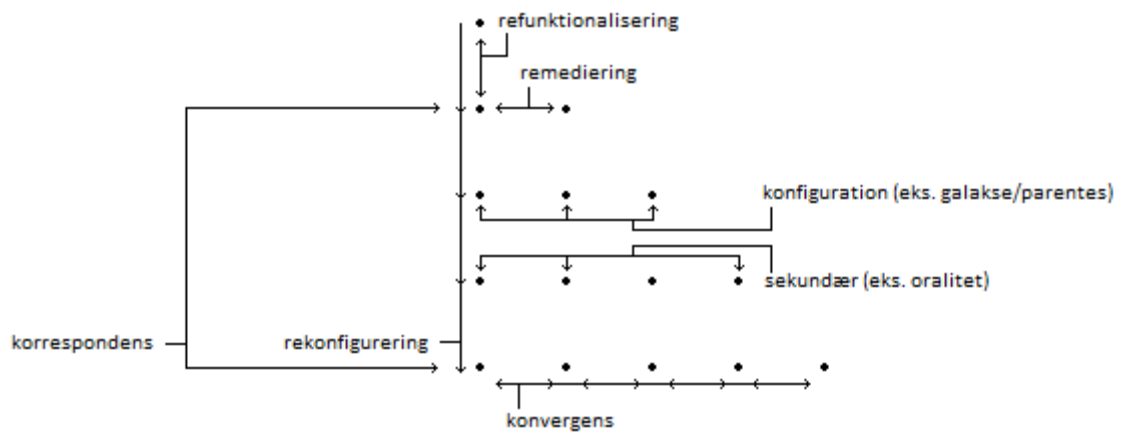 refunktionalisering
remediering
konfiguration (eks. galakse/parentes)
sekundær (eks. oralitet)
korrespondens
rekonfigurering
konvergens